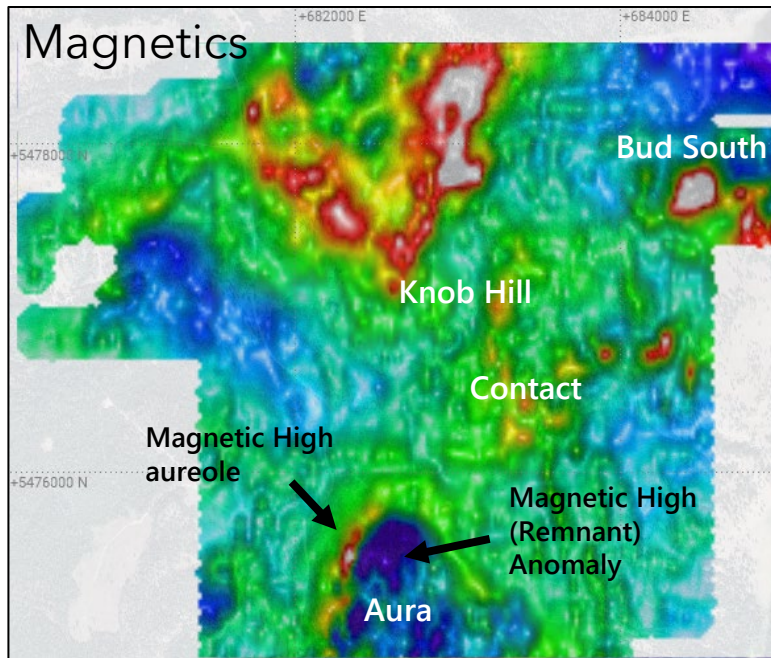 +682000 E
+684000 E
Magnetics
+5478000 N
Bud South
Knob Hill
Contact
Magnetic High
aureole
+5476000 N
Magnetic High
(Remnant)
Anomaly
Aura